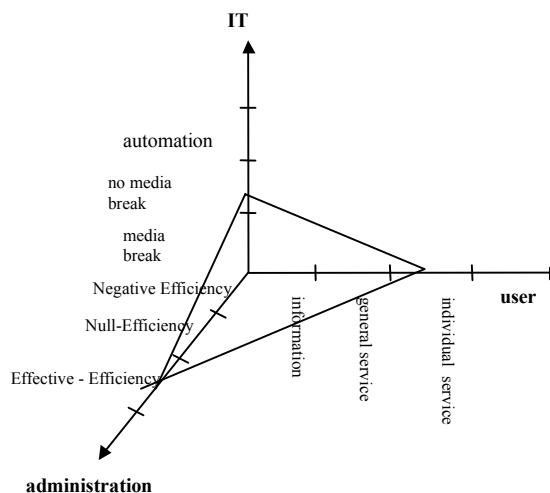 IT
automation
no media
break
media
break
Negative Efficiency
Null-Efficiency
Effective - Efficiency
administration
information
general service
individual service
user